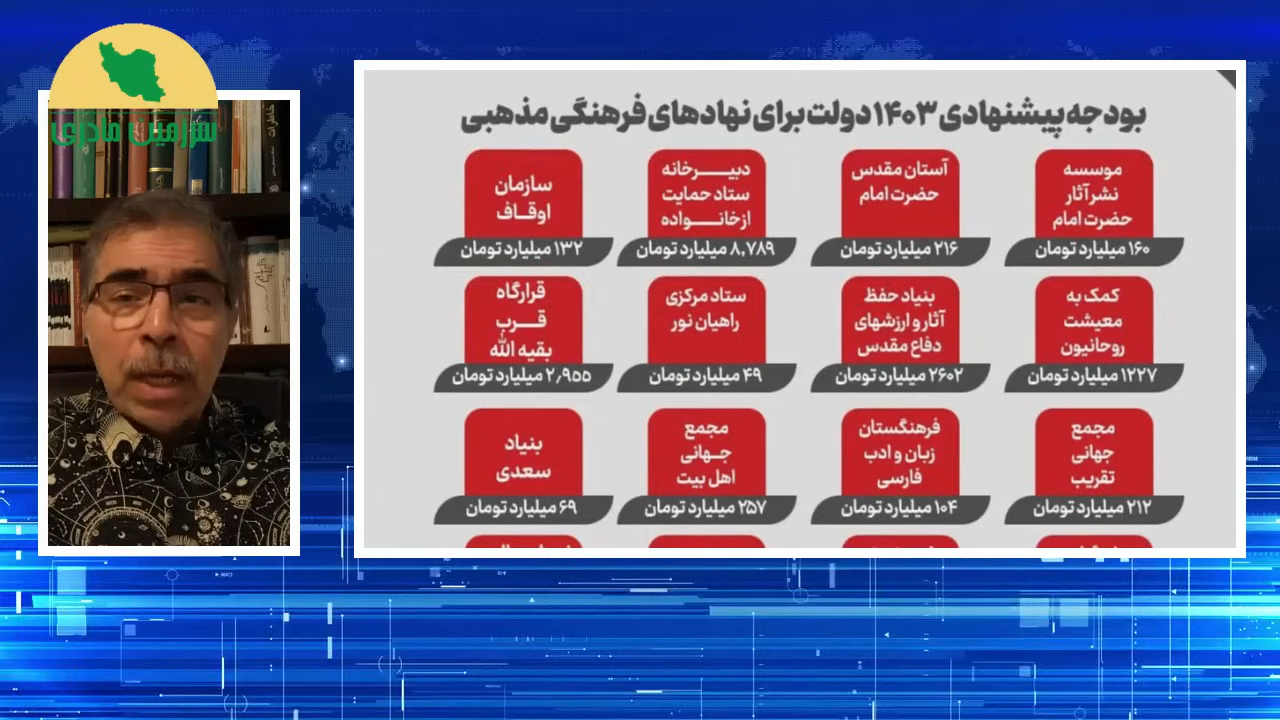 سرزمین مادری
بودجه پیشنهادی ۱۴۰۳ دولت برای نهادهای فرهنگی مذهبی
موسسه
نشر آثار
حضرت امام
۱۶۰ میلیارد تومان
آستان مقدس
حضرت امام
۲۱۶ میلیارد تومان
دبیرخانه
ستاد حمایت
از خانواده
۸,۷۸۹ میلیارد تومان
سازمان
اوقاف
۱۳۲ میلیارد تومان
کمک به
معیشت
روحانیون
۱۲۲۷ میلیارد تومان
بنیاد حفظ
آثار و ارزشهای
دفاع مقدس
۲۶۰۲ میلیارد تومان
ستاد مرکزی
راهیان نور
۴۹ میلیارد تومان
قرارگاه
قرب
بقیه الله
۲٫۹۵۵ میلیارد تومان
مجمع
جهانی
تقریب
۲۱۲ میلیارد تومان
فرهنگستان
زبان و ادب
فارسی
۱۰۴ میلیارد تومان
مجمع
جهانی
اهل بیت
۲۵۷ میلیارد تومان
بنیاد
سعدی
۶۹ میلیارد تومان